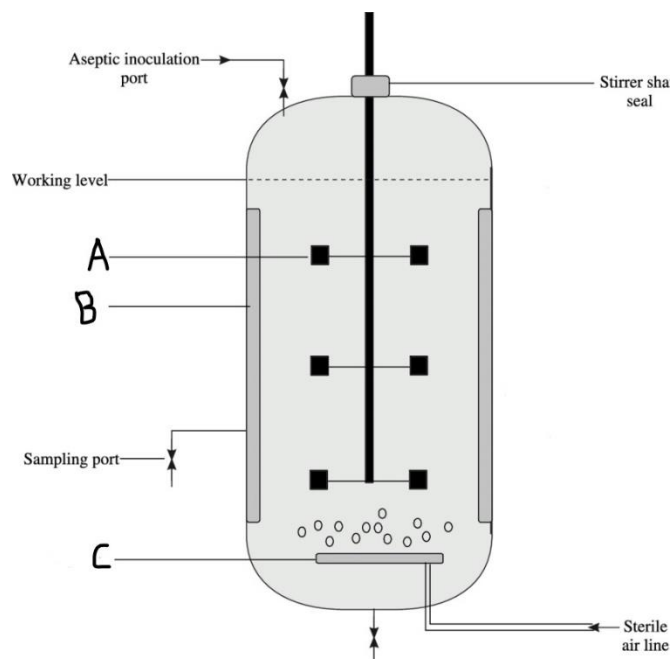 Aseptic inoculation
port
Stirrer sha
seal
Working level
A
B
Sampling port
C
Sterile
air line